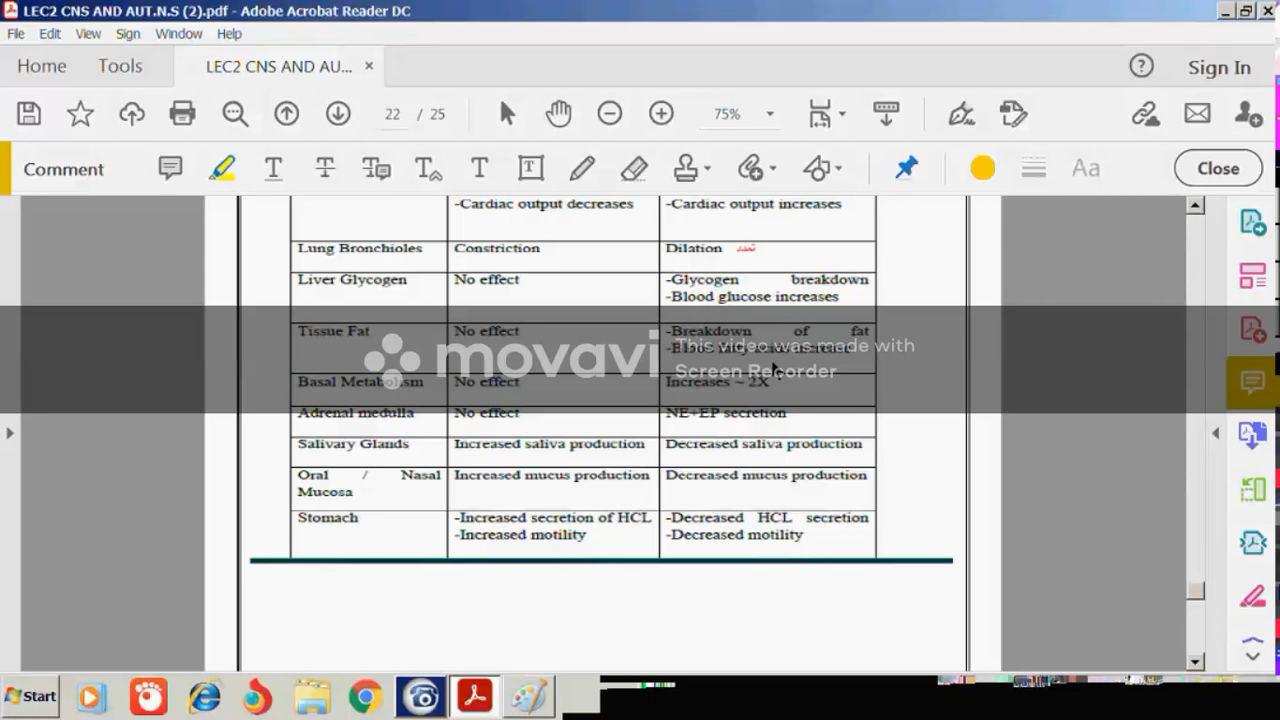 LEC2 CNS AND AUT.N.S (2).pdf - Adobe Acrobat Reader DC
File Edit View Sign Window Help
Home Tools LEC2 CNS AND AU... × ? Sign In
22 / 25 75%
Comment Aa Close
-Cardiac output decreases -Cardiac output increases
Lung Bronchioles Constriction Dilation تمدد
Liver Glycogen No effect -Glycogen breakdown
-Blood glucose increases
Tissue Fat No effect -Breakdown of fat
movavi This video was made with
Screen Recorder
Basal Metabolism No effect Increases ~ 2X
Adrenal medulla No effect NE+EP secretion
Salivary Glands Increased saliva production Decreased saliva production
Oral / Nasal Increased mucus production Decreased mucus production
Mucosa
Stomach -Increased secretion of HCL -Decreased HCL secretion
-Increased motility -Decreased motility
Start